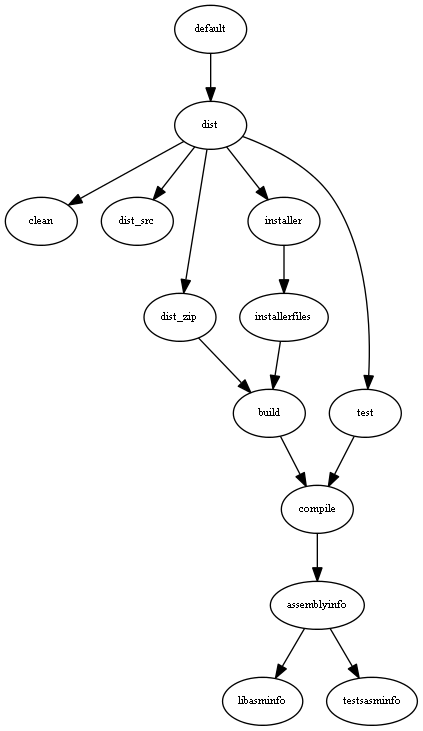 default
dist
clean
dist_src
installer
dist_zip
installerfiles
build
test
compile
assemblyinfo
libasminfo
testsasminfo